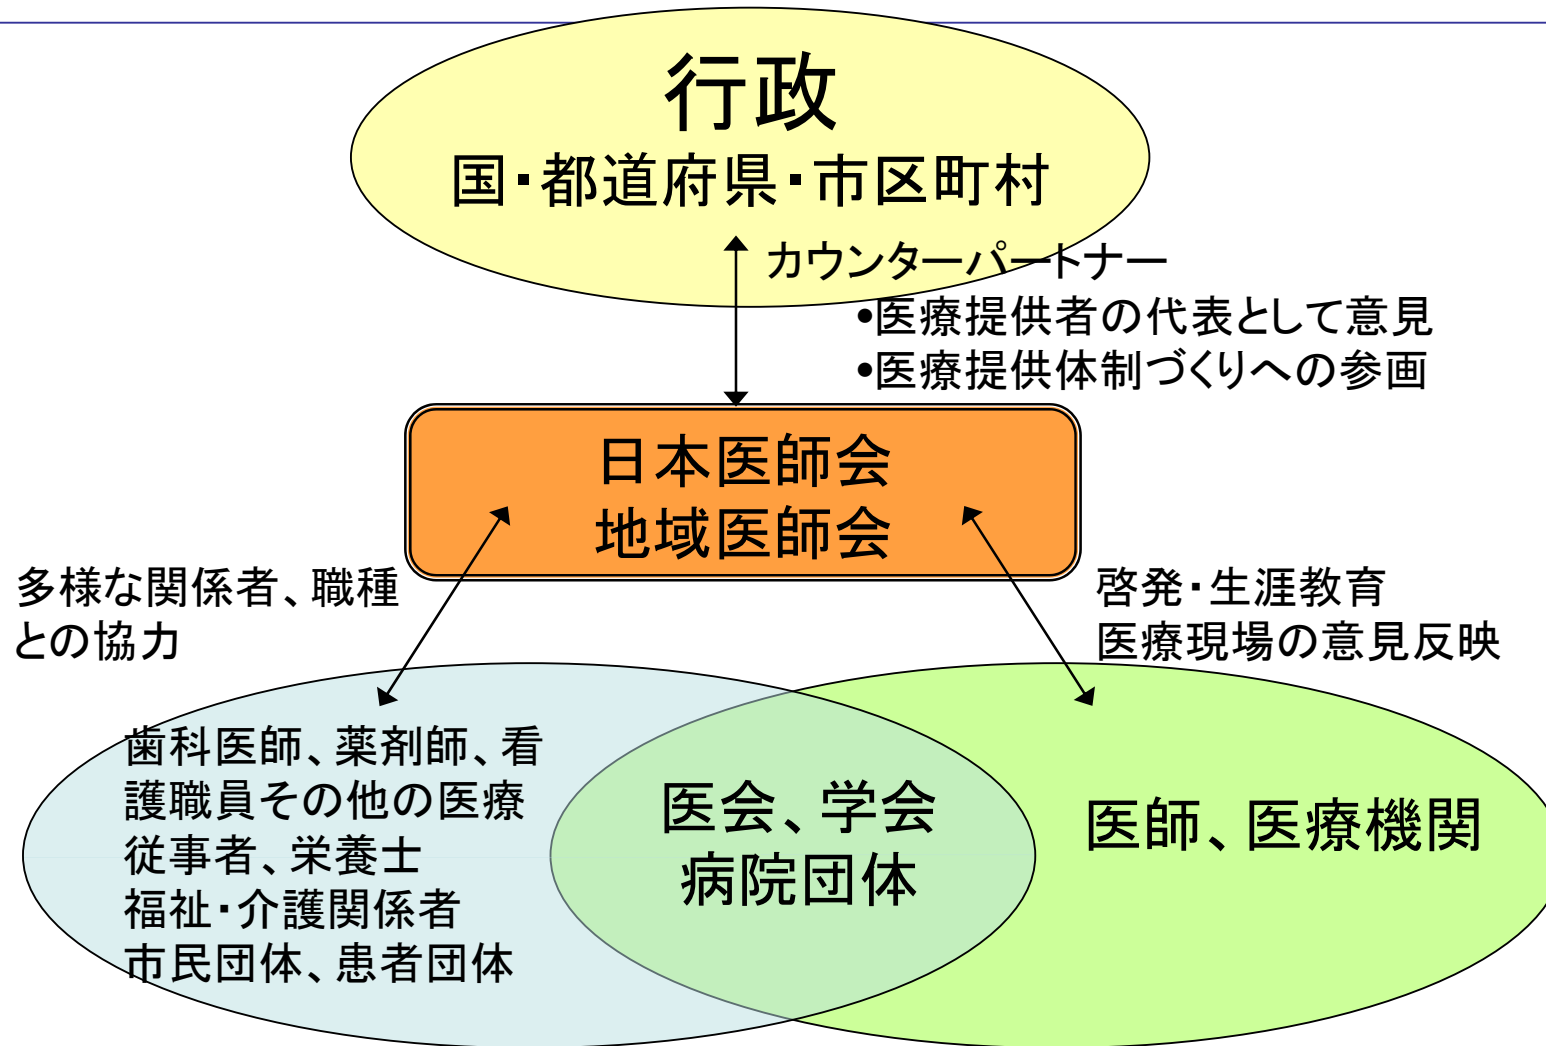 行政
国・都道府県・市区町村
カウンターパートナー
•医療提供者の代表として意見
•医療提供体制づくりへの参画
日本医師会
地域医師会
多様な関係者、職種
との協力
啓発・生涯教育
医療現場の意見反映
歯科医師、薬剤師、看
護職員その他の医療
従事者、栄養士
福祉・介護関係者
市民団体、患者団体
医会、学会
病院団体
医師、医療機関